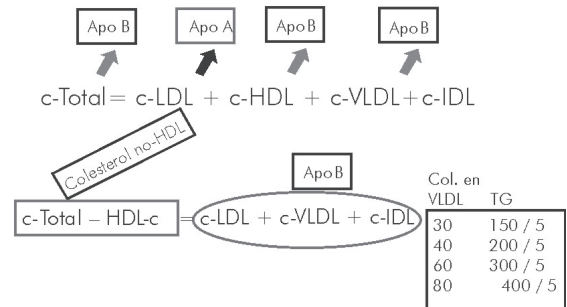 Apo B Apo A Apo B Apo B
c-Total= c-LDL + c-HDL + c-VLDL+c-IDL
Colesterol no-HDL
Apo B
c-Total – HDL-c = c-LDL + c-VLDL + c-IDL
Col. en
VLDL TG
30 150 / 5
40 200 / 5
60 300 / 5
80 400 / 5